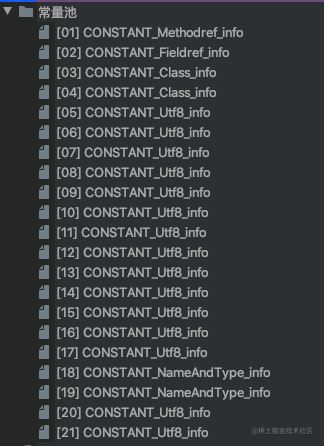 常量池
[01] CONSTANT_Methodref_info
[02] CONSTANT_Fieldref_info
[03] CONSTANT_Class_info
[04] CONSTANT_Class_info
[05] CONSTANT_Utf8_info
[06] CONSTANT_Utf8_info
[07] CONSTANT_Utf8_info
[08] CONSTANT_Utf8_info
[09] CONSTANT_Utf8_info
[10] CONSTANT_Utf8_info
[11] CONSTANT_Utf8_info
[12] CONSTANT_Utf8_info
[13] CONSTANT_Utf8_info
[14] CONSTANT_Utf8_info
[15] CONSTANT_Utf8_info
[16] CONSTANT_Utf8_info
[17] CONSTANT_Utf8_info
[18] CONSTANT_NameAndType_info
[19] CONSTANT_NameAndType_info
[20] CONSTANT_Utf8_info
[21] CONSTANT_Utf8_info
@稀土掘金技术社区